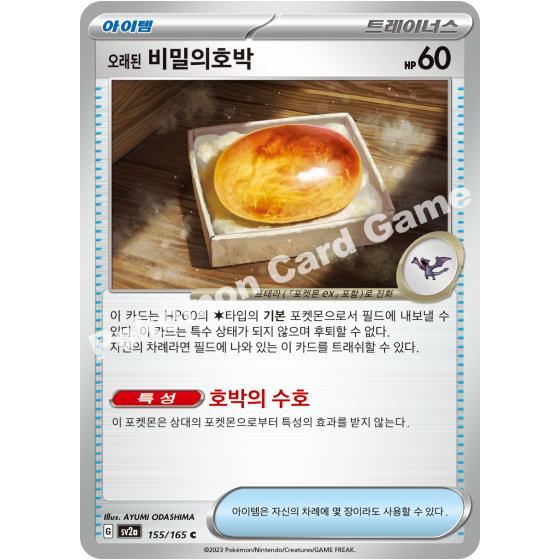 아이템
트레이너스
오래된 비밀의호박
HP 60
프테라 (「포켓몬 ex」 포함)로 진화
이 카드는 HP60의 ✶타입의 기본 포켓몬으로서 필드에 내보낼 수
있다. 이 카드는 특수 상태가 되지 않으며 후퇴할 수 없다.
자신의 차례라면 필드에 나와 있는 이 카드를 트래쉬할 수 있다.
특성 호박의 수호
이 포켓몬은 상대의 포켓몬으로부터 특성의 효과를 받지 않는다.
아이템은 자신의 차례에 몇 장이라도 사용할 수 있다.
Illus. AYUMI ODASHIMA
G sv2a 155/165 C
©2023 Pokémon/Nintendo/Creatures/GAME FREAK.
Pokémon Card Game